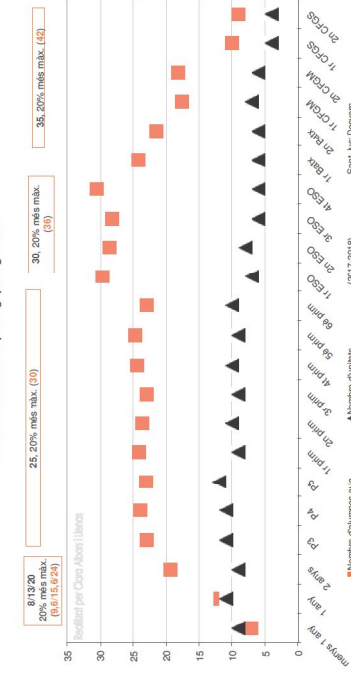 8/13/20
20% més màx.
(9,6/15,6/24)
25, 20% més màx. (30)
30, 20% més màx.
(36)
35, 20% més màx. (42)
Realitzat per Clara Albors i Llenas
35
30
25
20
15
10
5
0
menys 1 any
1 any
2 anys
P3
P4
P5
1r prim
2n prim
3r prim
4t prim
5è prim
6è prim
1r ESO
2n ESO
3r ESO
4t ESO
1r Batx
2n Batx
1r CFGM
2n CFGM
1r CFGS
2n CFGS